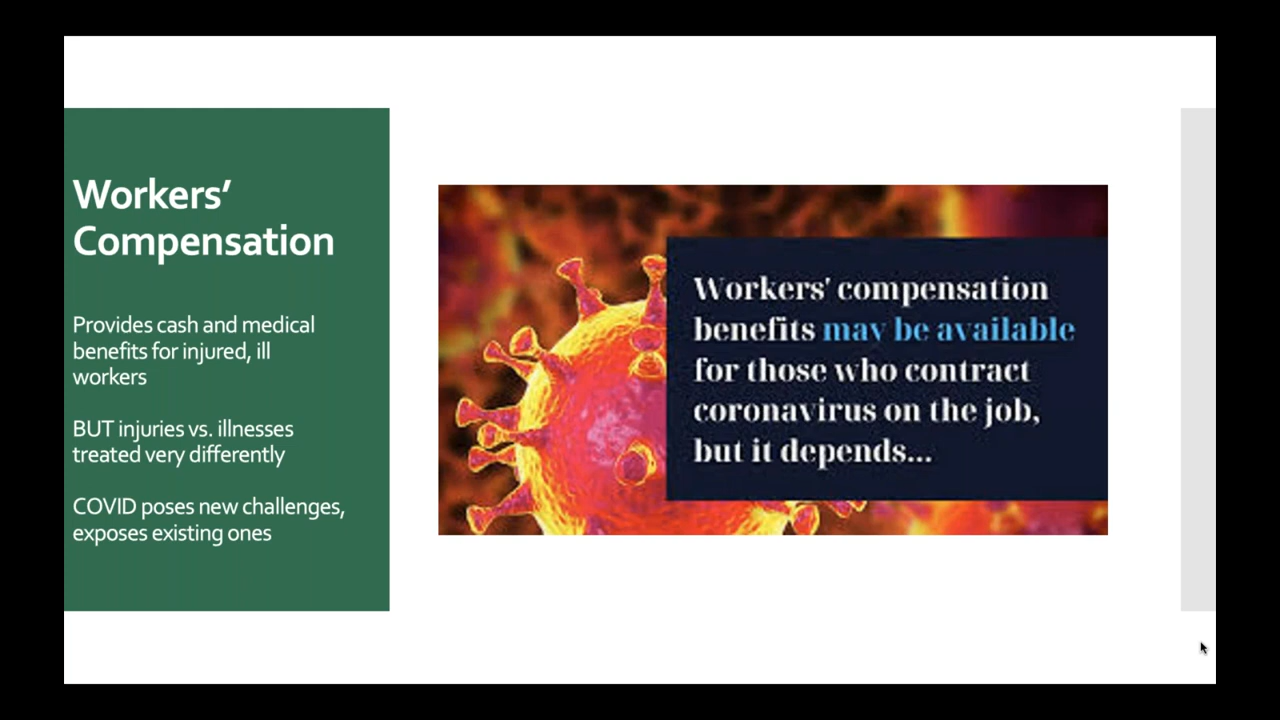 Workers’
Compensation
Provides cash and medical
benefits for injured, ill
workers
BUT injuries vs. illnesses
treated very differently
COVID poses new challenges,
exposes existing ones
Workers' compensation
benefits may be available
for those who contract
coronavirus on the job,
but it depends...